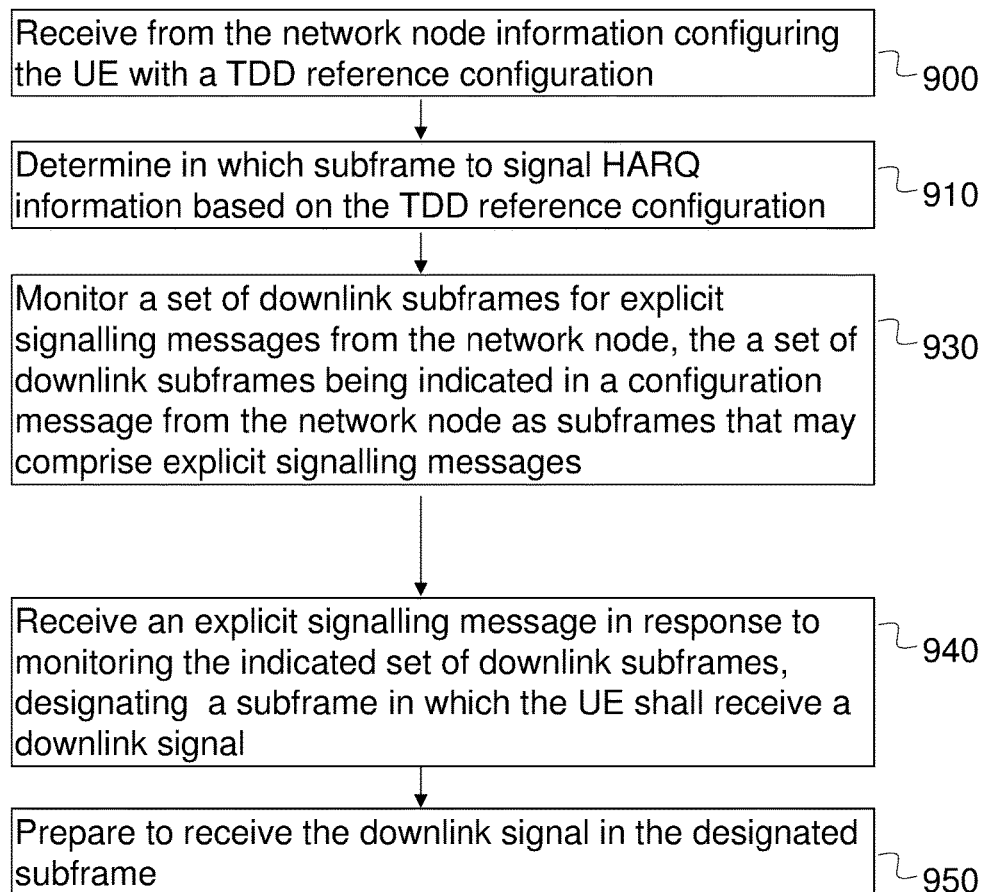 Receive from the network node information configuring
the UE with a TDD reference configuration
900
Determine in which subframe to signal HARQ
information based on the TDD reference configuration
910
Monitor a set of downlink subframes for explicit
signalling messages from the network node, the a set of
downlink subframes being indicated in a configuration
message from the network node as subframes that may
comprise explicit signalling messages
930
Receive an explicit signalling message in response to
monitoring the indicated set of downlink subframes,
designating a subframe in which the UE shall receive a
downlink signal
940
Prepare to receive the downlink signal in the designated
subframe
950